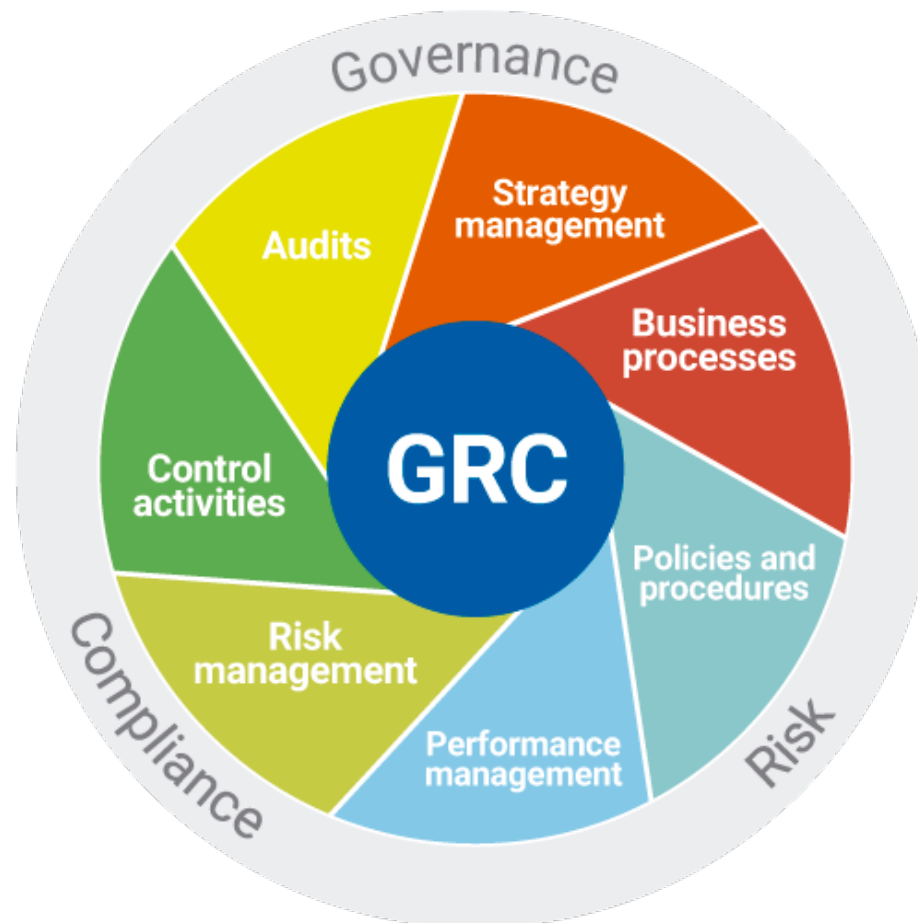 Governance
Strategy
management
Audits
Business
processes
GRC
Control
activities
Policies and
procedures
Risk
management
Performance
management
Compliance
Risk